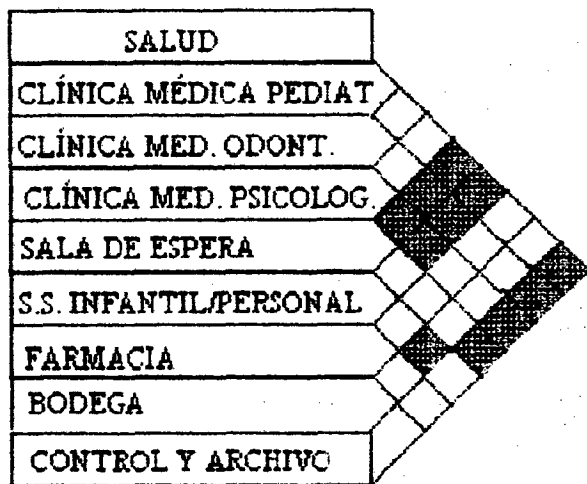 SALUD
CLÍNICA MÉDICA PEDIAT
CLÍNICA MED. ODONT.
CLÍNICA MED. PSICOLOG.
SALA DE ESPERA
S.S. INFANTIL/PERSONAL
FARMACIA
BODEGA
CONTROL Y ARCHIVO